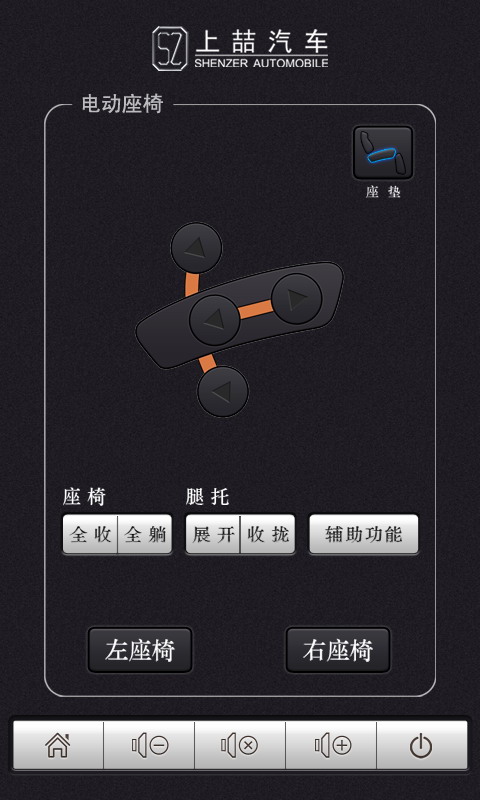 SZ 上喆汽车
SHENZER AUTOMOBILE
电动座椅
座 垫
座 椅
腿 托
全 收
全 躺
展 开
收 拢
辅助功能
左座椅
右座椅